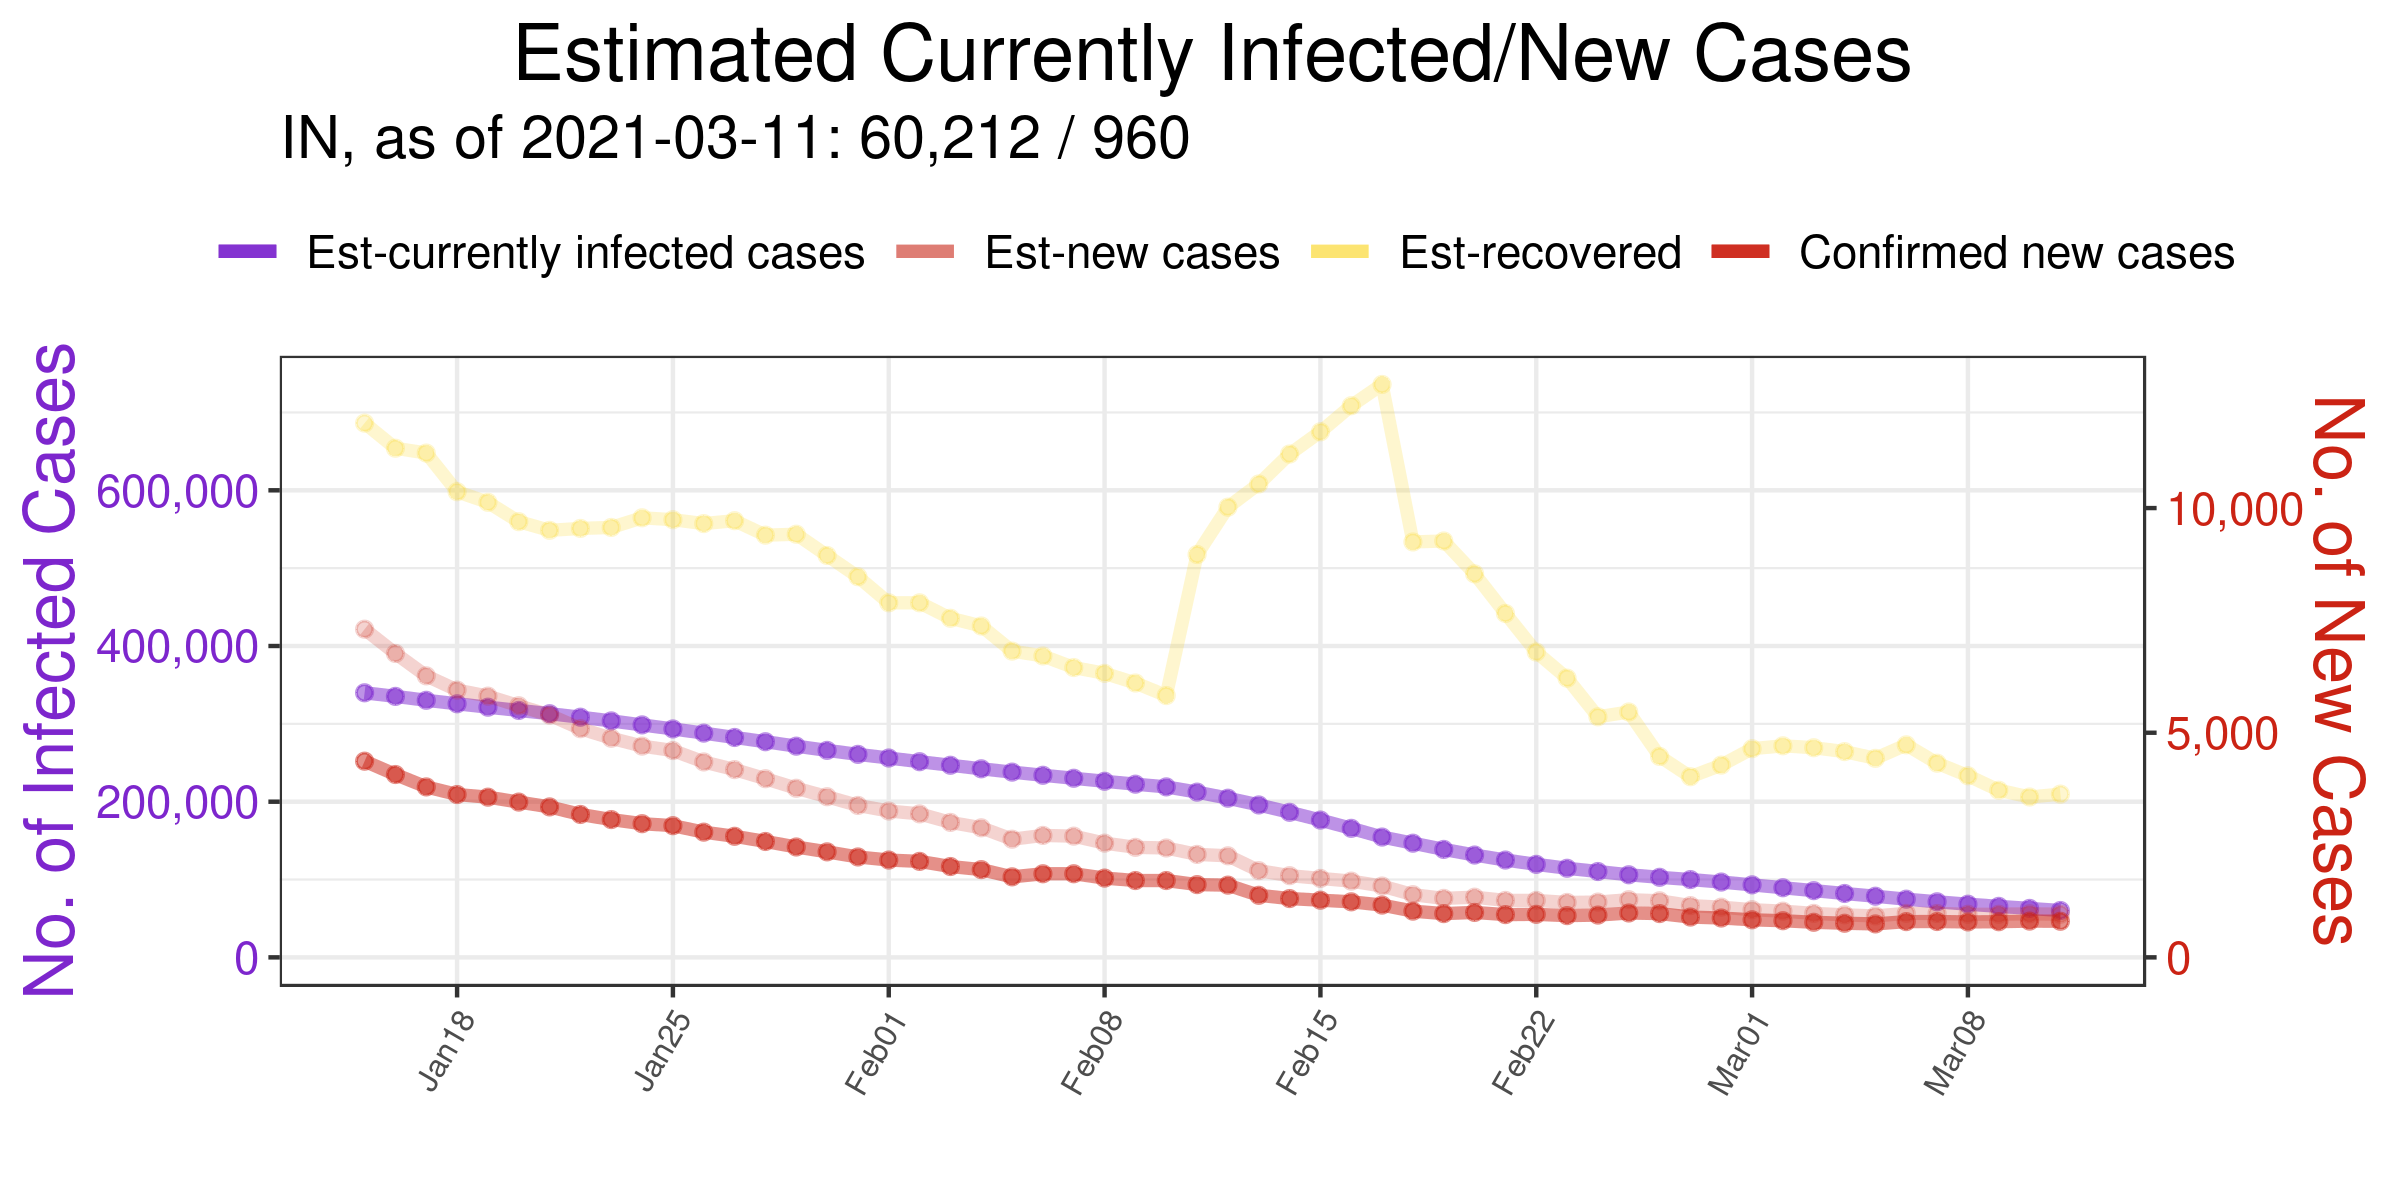 Estimated Currently Infected/New Cases
IN, as of 2021-03-11: 60,212 / 960
Est-currently infected cases Est-new cases Est-recovered Confirmed new cases
No. of Infected Cases
600,000
400,000
200,000
0
10,000
5,000
0
No. of New Cases
Jan18 Jan25 Feb01 Feb08 Feb15 Feb22 Mar01 Mar08